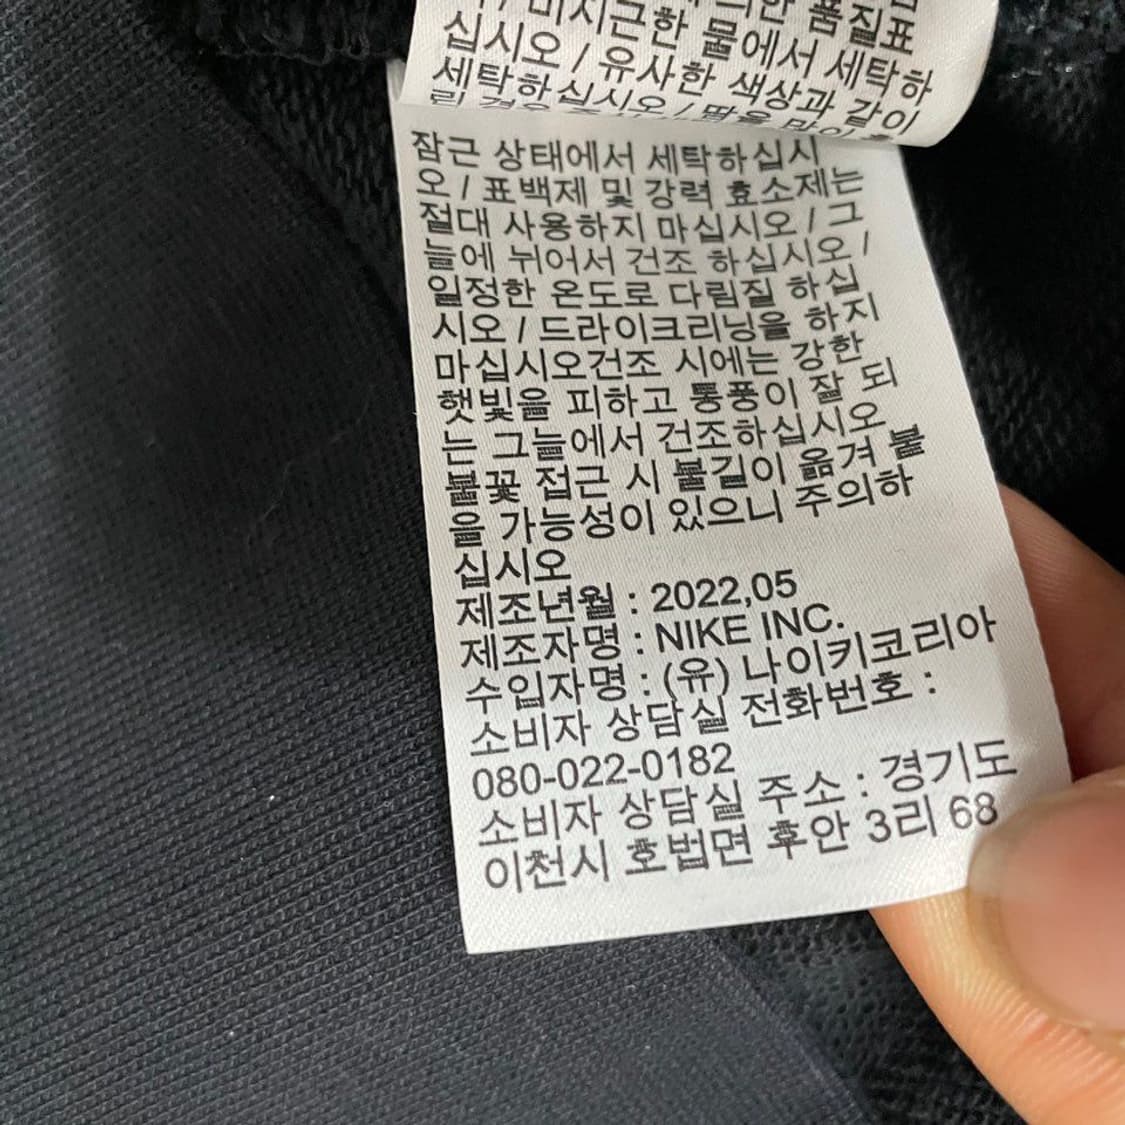 한 품질표
/ 미지근한 물에서 세탁하
십시오 / 유사한 색상과 같이
세탁하십시오 /
잠근 상태에서 세탁하십시
오 / 표백제 및 강력 효소제는
절대 사용하지 마십시오 / 그
늘에 뉘어서 건조 하십시오 /
일정한 온도로 다림질 하십
시오 / 드라이크리닝을 하지
마십시오건조 시에는 강한
햇빛을 피하고 통풍이 잘 되
는 그늘에서 건조하십시오
불꽃 접근 시 불길이 옮겨 붙
을 가능성이 있으니 주의하
십시오
제조년월 : 2022,05
제조자명 : NIKE INC.
수입자명 : (유) 나이키코리아
소비자 상담실 전화번호 :
080-022-0182
소비자 상담실 주소 : 경기도
이천시 호법면 후안 3리 68